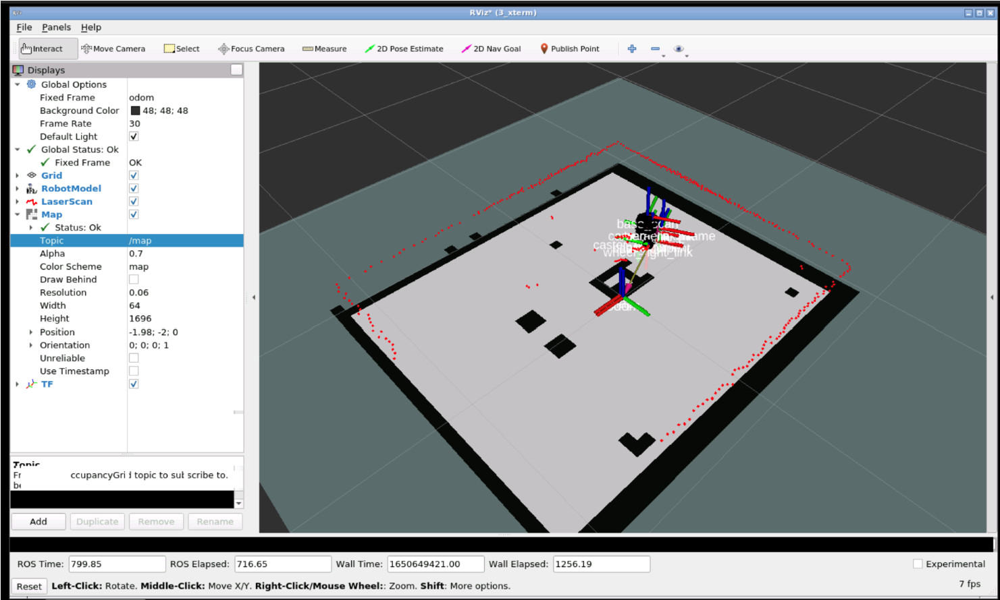 RViz* (3_xterm)
File Panels Help
Interact Move Camera Select Focus Camera Measure 2D Pose Estimate 2D Nav Goal Publish Point
Displays
Global Options
Fixed Frame odom
Background Color 48; 48; 48
Frame Rate 30
Default Light
Global Status: Ok
Fixed Frame OK
Grid
RobotModel
LaserScan
Map
Status: Ok
Topic /map
Alpha 0.7
Color Scheme map
Draw Behind
Resolution 0.06
Width 64
Height 1696
Position -1.98; -2; 0
Orientation 0; 0; 0; 1
Unreliable
Use Timestamp
TF
Topic
ccupancyGri topic to subscribe to.
Add Duplicate Remove Rename
wheel_right_link
ROS Time: 799.85 ROS Elapsed: 716.65 Wall Time: 1650649421.00 Wall Elapsed: 1256.19 Experimental
Reset Left-Click: Rotate. Middle-Click: Move X/Y. Right-Click/Mouse Wheel:: Zoom. Shift: More options. 7 fps